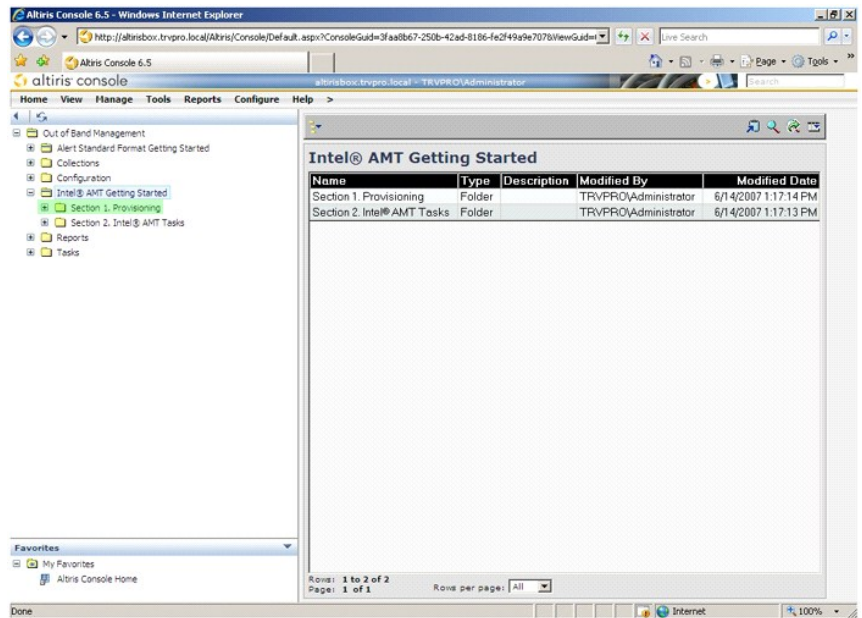 Altiris Console 6.5 - Windows Internet Explorer
http://altirisbox.trvpro.local/Altiris/Console/Default.aspx?ConsoleGuid=3faa8b67-250b-42ad-8186-fe2f49a9e707&ViewGuid=
Live Search
Altiris Console 6.5
Page Tools
altiris console
altirisbox.trvpro.local - TRVPRO\Administrator
Search
Home View Manage Tools Reports Configure Help >
Out of Band Management
Alert Standard Format Getting Started
Collections
Configuration
Intel® AMT Getting Started
Section 1. Provisioning
Section 2. Intel® AMT Tasks
Reports
Tasks
Intel® AMT Getting Started
Name Type Description Modified By Modified Date
Section 1. Provisioning Folder TRVPRO\Administrator 6/14/2007 1:17:14 PM
Section 2. Intel® AMT Tasks Folder TRVPRO\Administrator 6/14/2007 1:17:13 PM
Favorites
My Favorites
Altiris Console Home
Rows: 1 to 2 of 2
Page: 1 of 1 Rows per page: All
Done Internet 100%